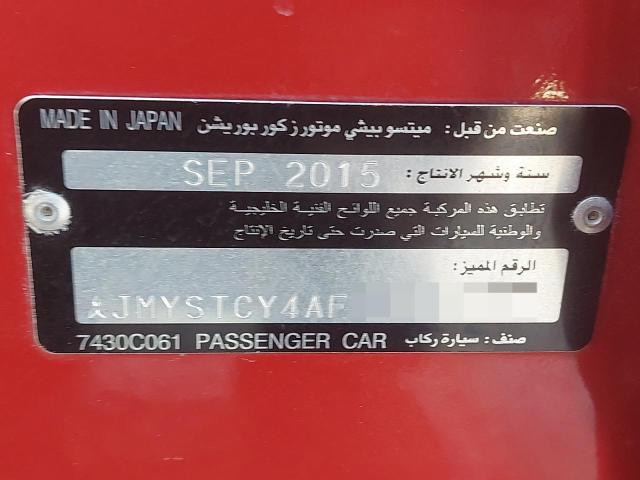 صنعت من قبل: ميتسوبيشي موتورز كوربوريشن MADE IN JAPAN
سنة وشهر الانتاج: SEP 2015
تطابق هذه المركبة جميع اللوائح الفنية الخليجية
والوطنية للسيارات التي صدرت حتى تاريخ الإنتاج
الرقم المميز:
JMYSTCY4AF
صنف: سيارة ركاب 7430C061 PASSENGER CAR